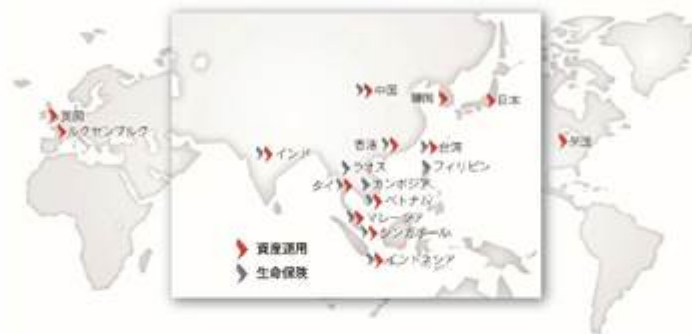 中国
韓国
日本
英国
ルクセンブルク
香港
台湾
米国
インド
ラオス
フィリピン
タイ
カンボジア
ベトナム
マレーシア
シンガポール
インドネシア
資産運用
生命保険